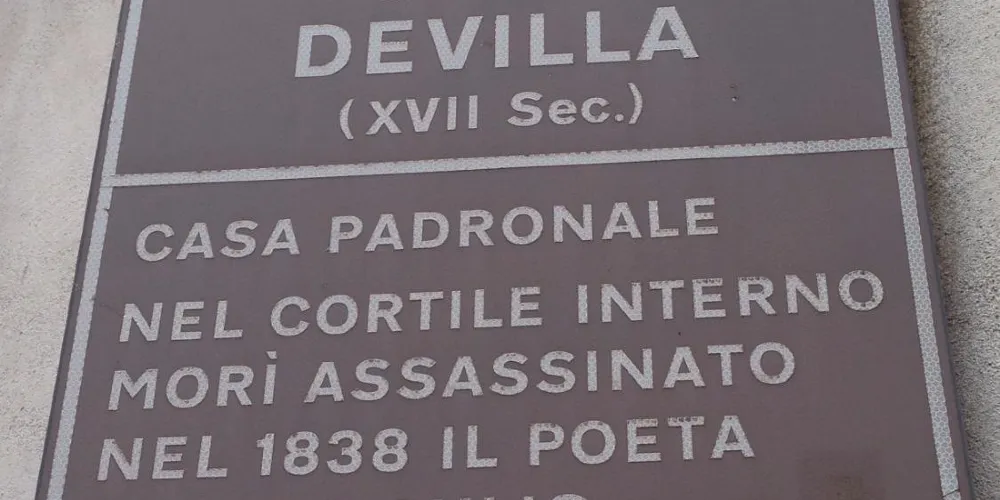 DEVILLA
(XVII Sec.)
CASA PADRONALE
NEL CORTILE INTERNO
MORÌ ASSASSINATO
NEL 1838 IL POETA